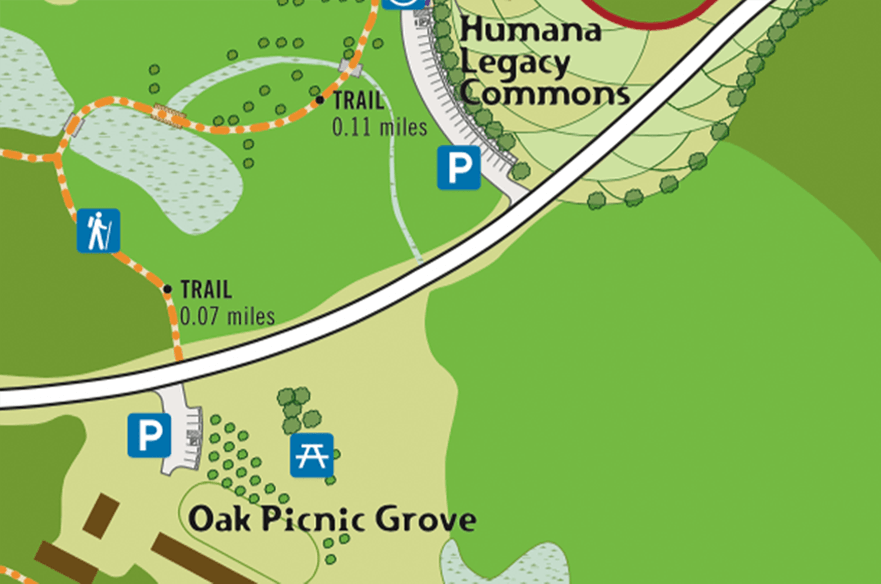 Humana
Legacy
Commons
TRAIL
0.11 miles
P
TRAIL
0.07 miles
P
Oak Picnic Grove